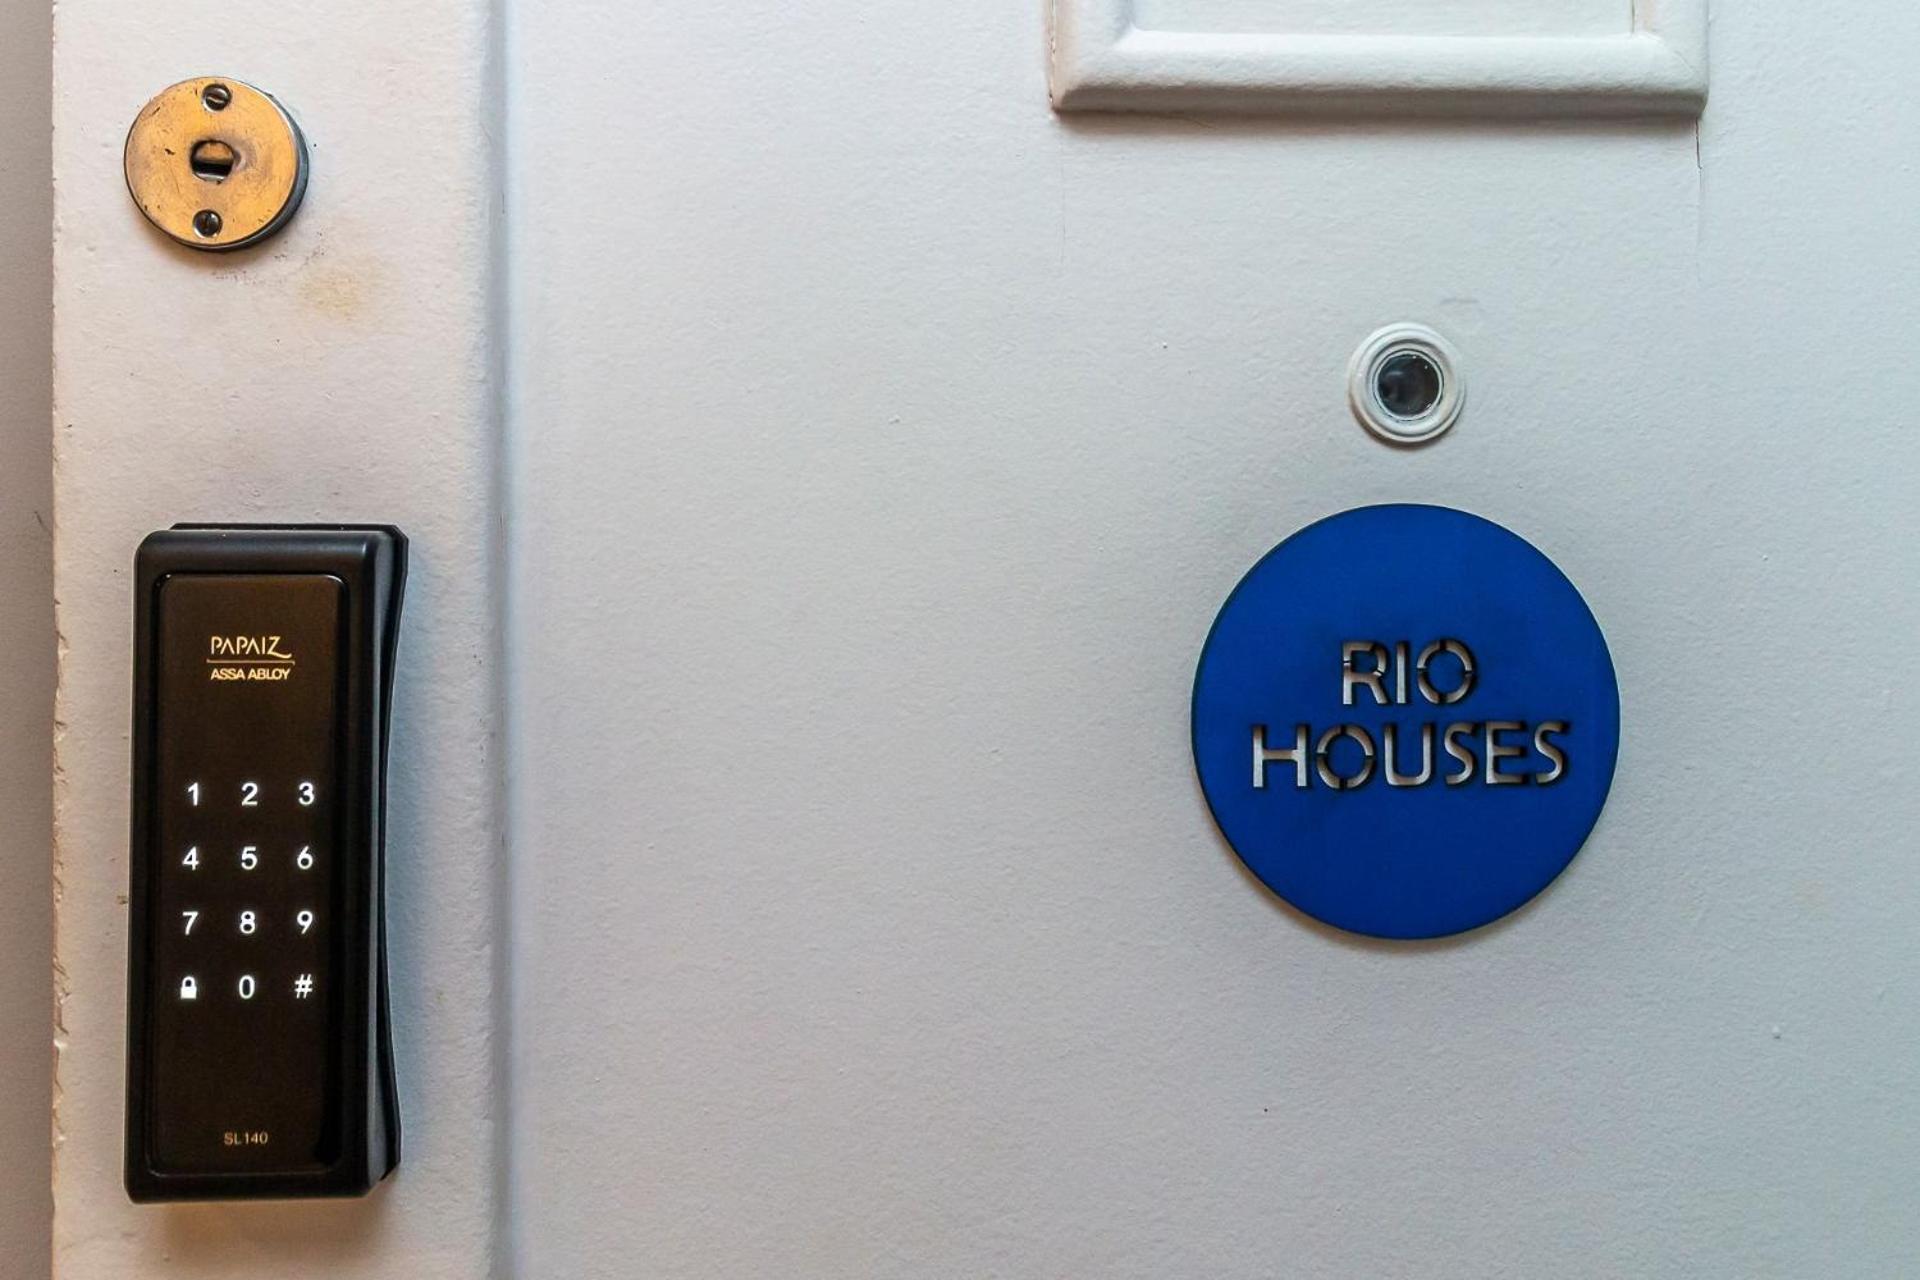 PAPAIZ
ASSA ABLOY
1 2 3
4 5 6
7 8 9
0 #
SL140
RIO
HOUSES